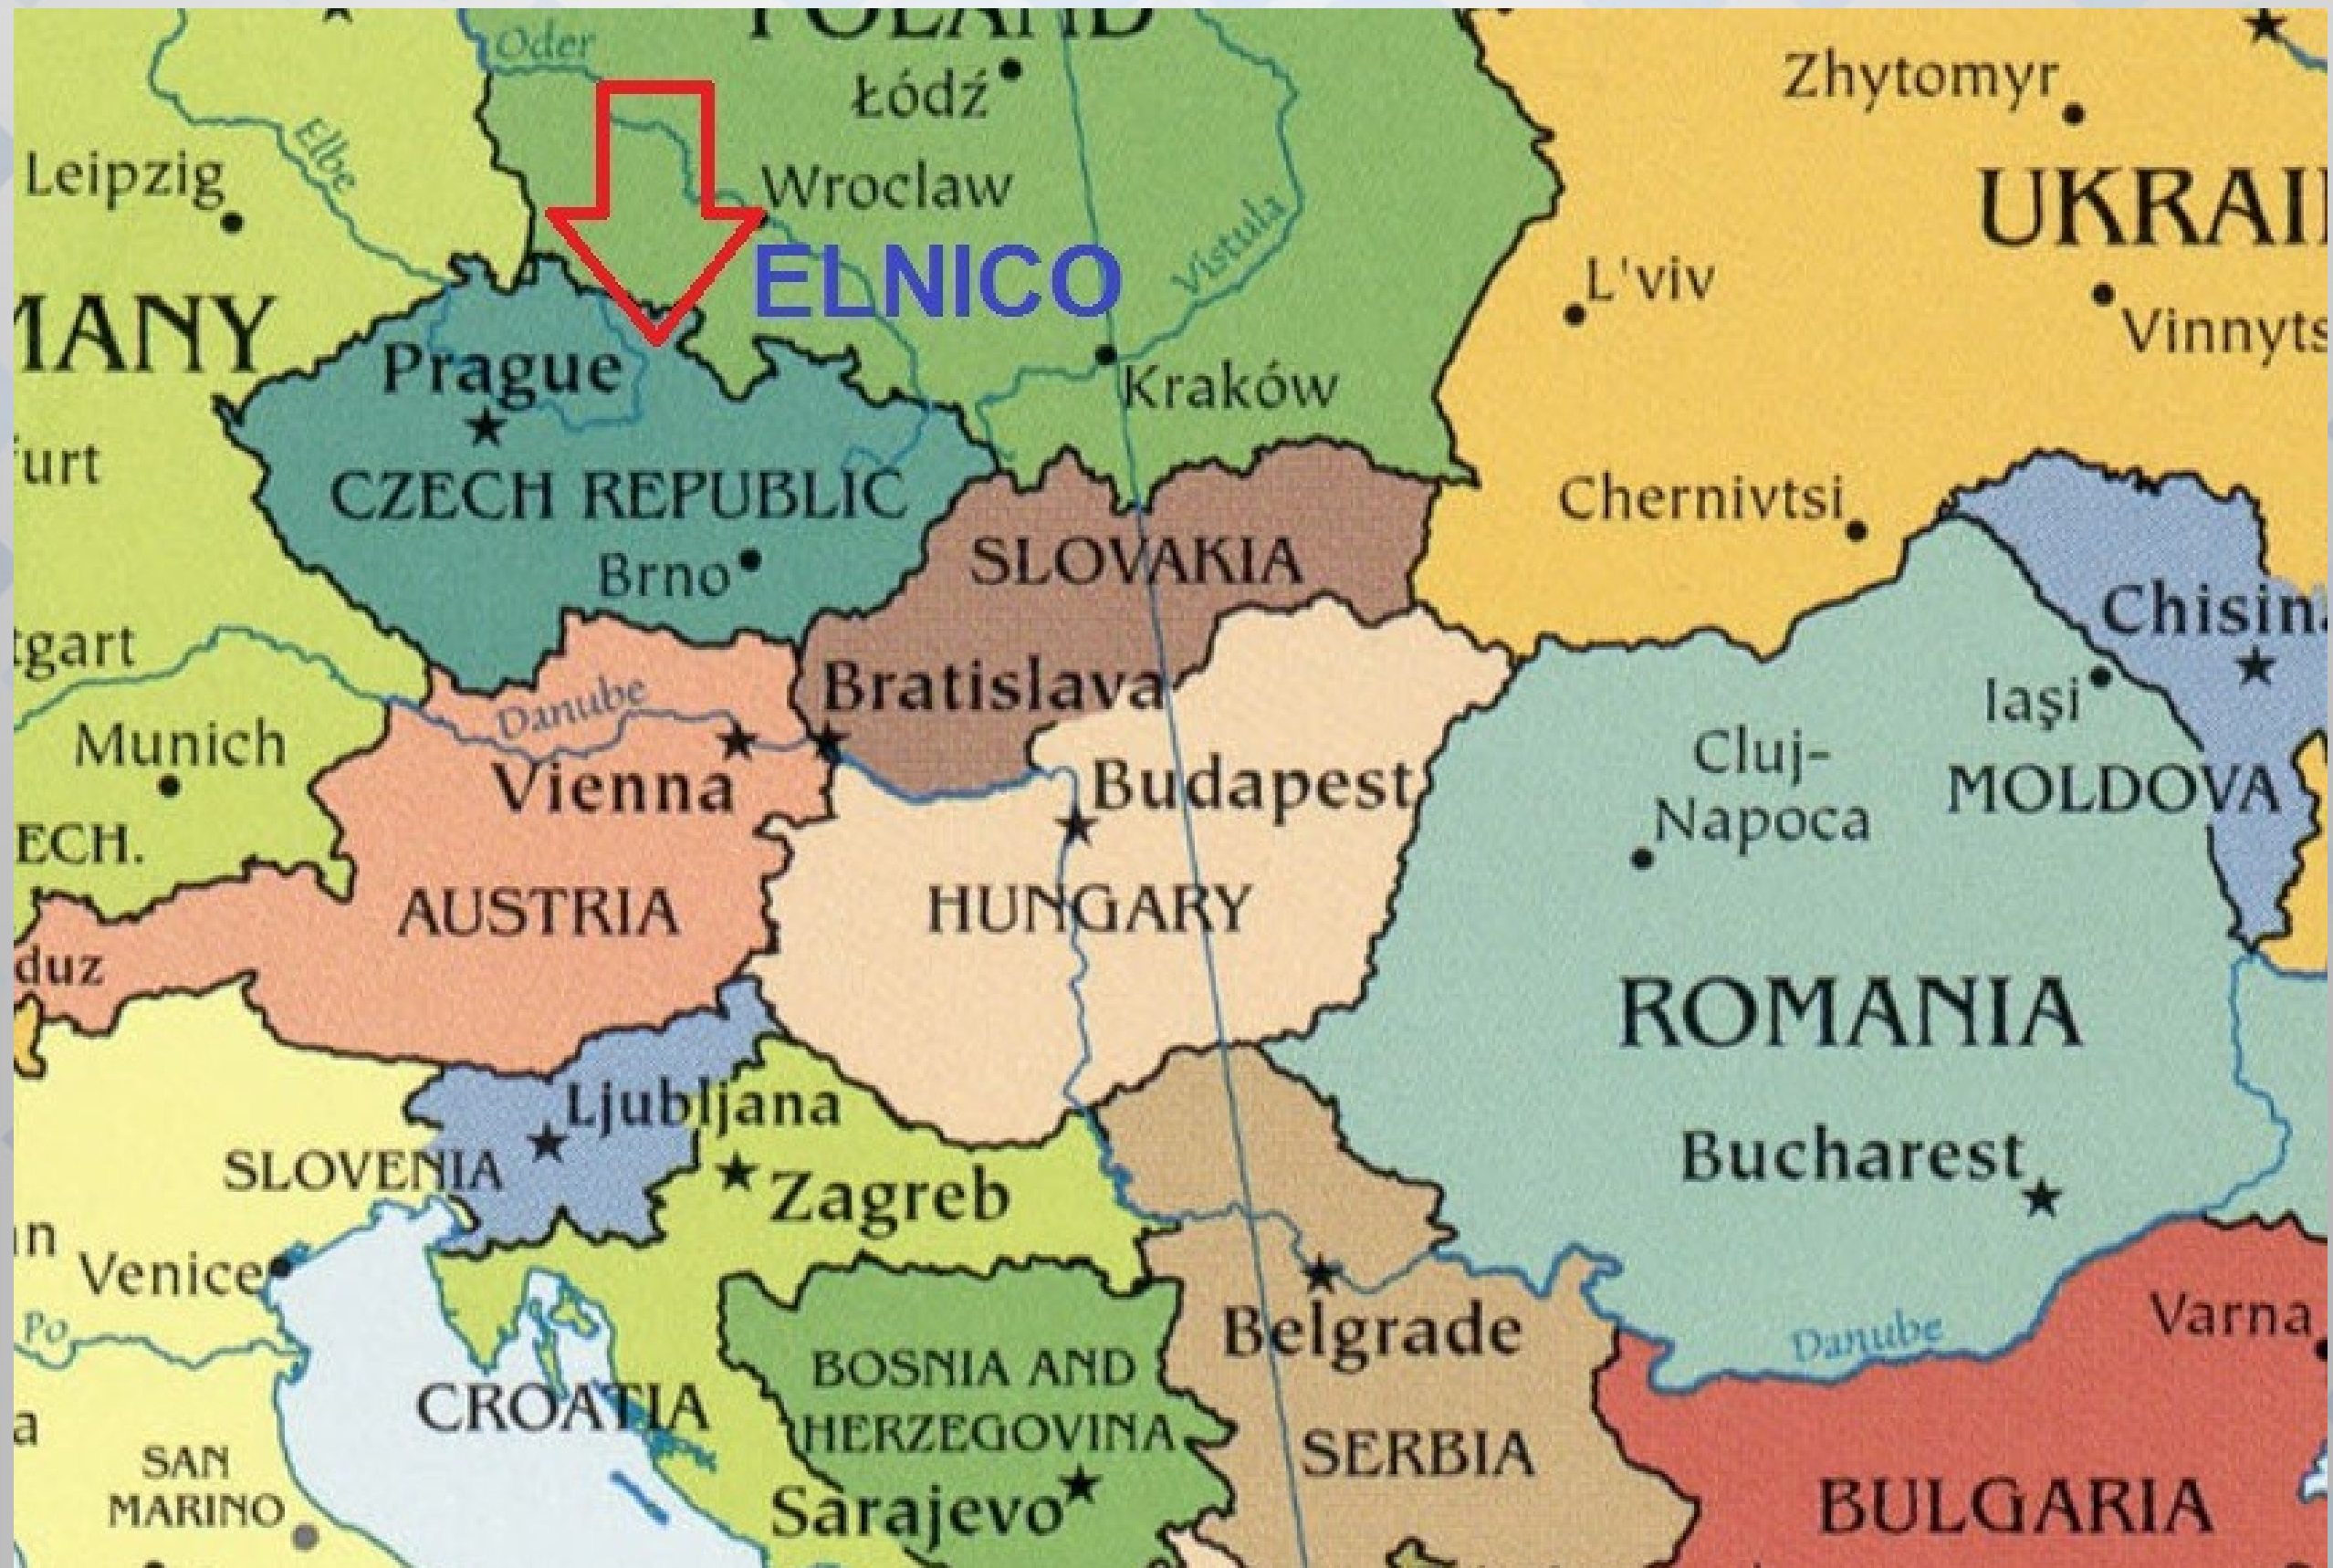 POLAND
Oder
Łódź
Zhytomyr
Elbe
Leipzig
Wroclaw
UKRAI
Vistula
ELNICO
L'viv
MANY
Vinnyts
Prague
Kraków
furt
CZECH REPUBLIC
Chernivtsi
SLOVAKIA
Brno
Chisin
tgart
Bratislava
Danube
Iaşi
Munich
Cluj-
Napoca
Vienna
Budapest
MOLDOVA
ECH.
AUSTRIA
HUNGARY
duz
ROMANIA
Ljubljana
SLOVENIA
Bucharest
Zagreb
an
Venice
Po
Belgrade
Varna
Danube
BOSNIA AND
HERZEGOVINA
CROATIA
a
SERBIA
SAN
MARINO
Sarajevo
BULGARIA